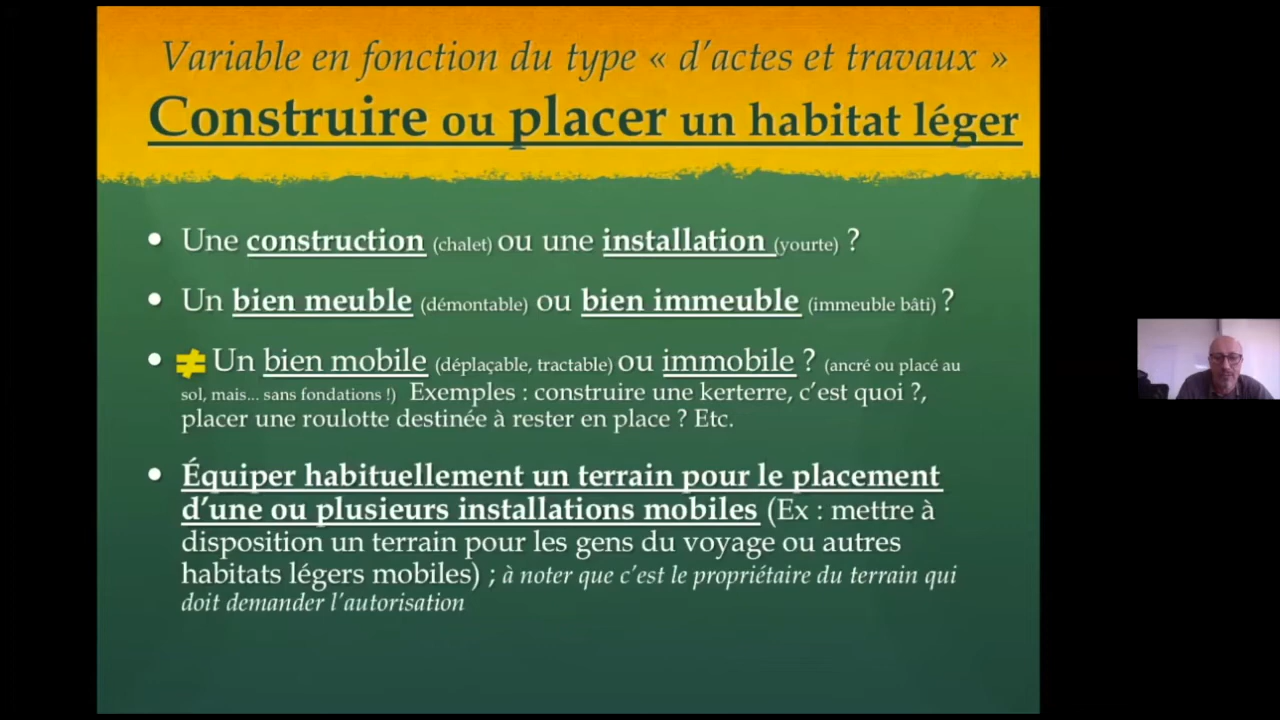 Variable en fonction du type « d'actes et travaux »
Construire ou placer un habitat léger
• Une construction (chalet) ou une installation (yourte) ?
• Un bien meuble (démontable) ou bien immeuble (immeuble bâti) ?
• ≠ Un bien mobile (déplaçable, tractable) ou immobile ? (ancré ou placé au
sol, mais... sans fondations !) Exemples : construire une kerterre, c'est quoi ?,
placer une roulotte destinée à rester en place ? Etc.
• Équiper habituellement un terrain pour le placement
d'une ou plusieurs installations mobiles (Ex : mettre à
disposition un terrain pour les gens du voyage ou autres
habitats légers mobiles) ; à noter que c'est le propriétaire du terrain qui
doit demander l'autorisation